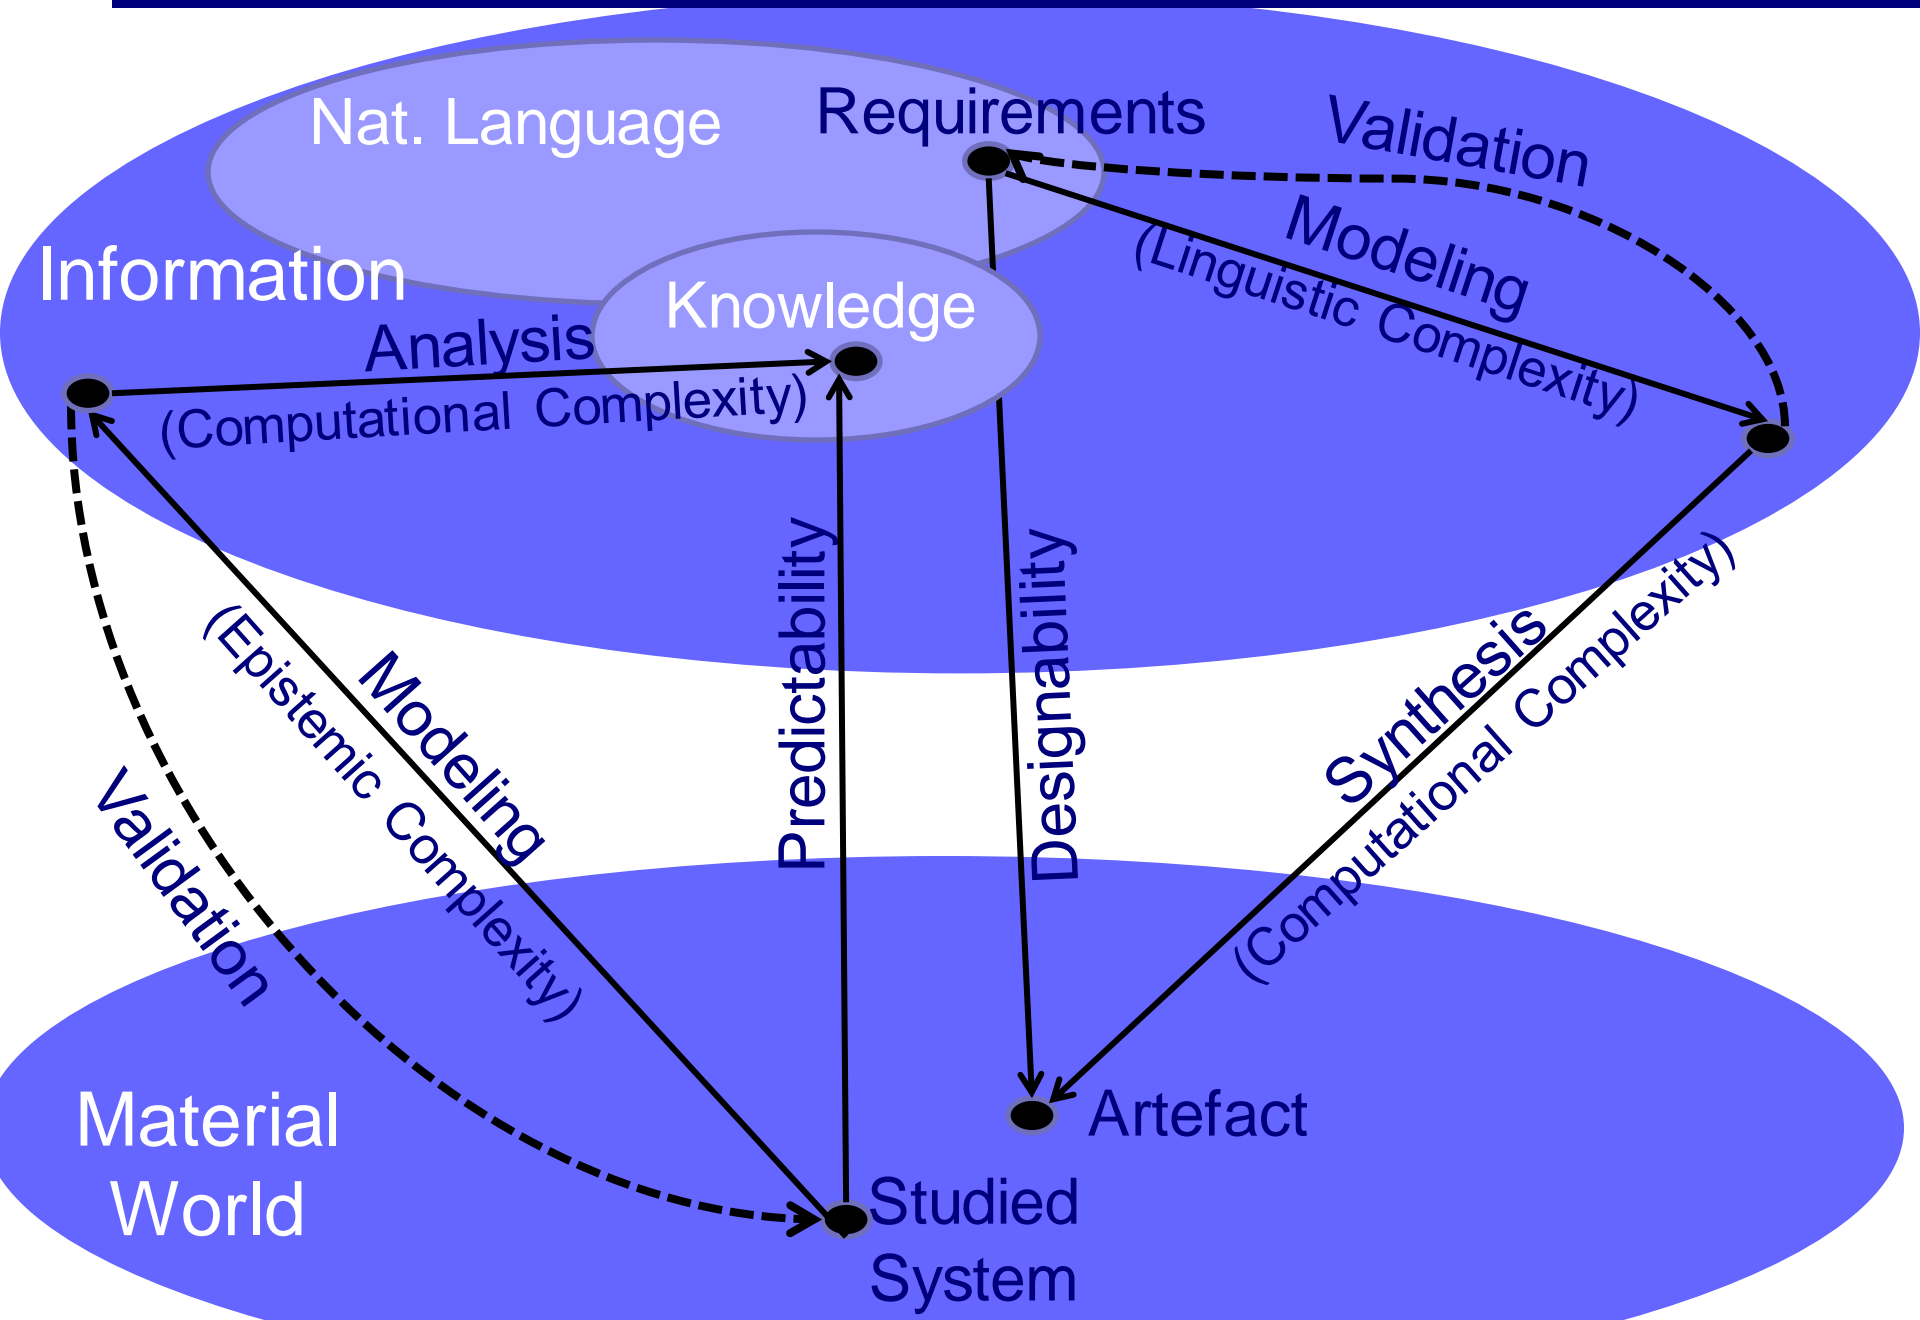 Nat. Language
Requirements
Validation
Modeling
(Linguistic Complexity)
Information
Knowledge
Analysis
(Computational Complexity)
Predictability
Designability
Synthesis
(Computational Complexity)
Modeling
(Epistemic Complexity)
Validation
Material
World
Artefact
Studied
System